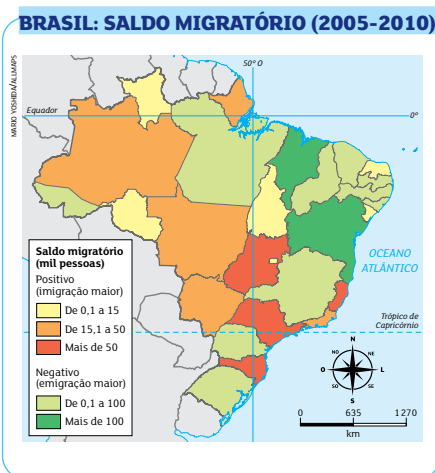 BRASIL: SALDO MIGRATÓRIO (2005-2010)
MARIO YOSHIDA/ALLMAPS
50° O
Equador
0°
OCEANO
ATLÂNTICO
Trópico de
Capricórnio
Saldo migratório
(mil pessoas)
Positivo
(imigração maior)
De 0,1 a 15
De 15,1 a 50
Mais de 50
Negativo
(emigração maior)
De 0,1 a 100
Mais de 100
N
NO
NE
O
L
SO
SE
S
0
635
1270
km